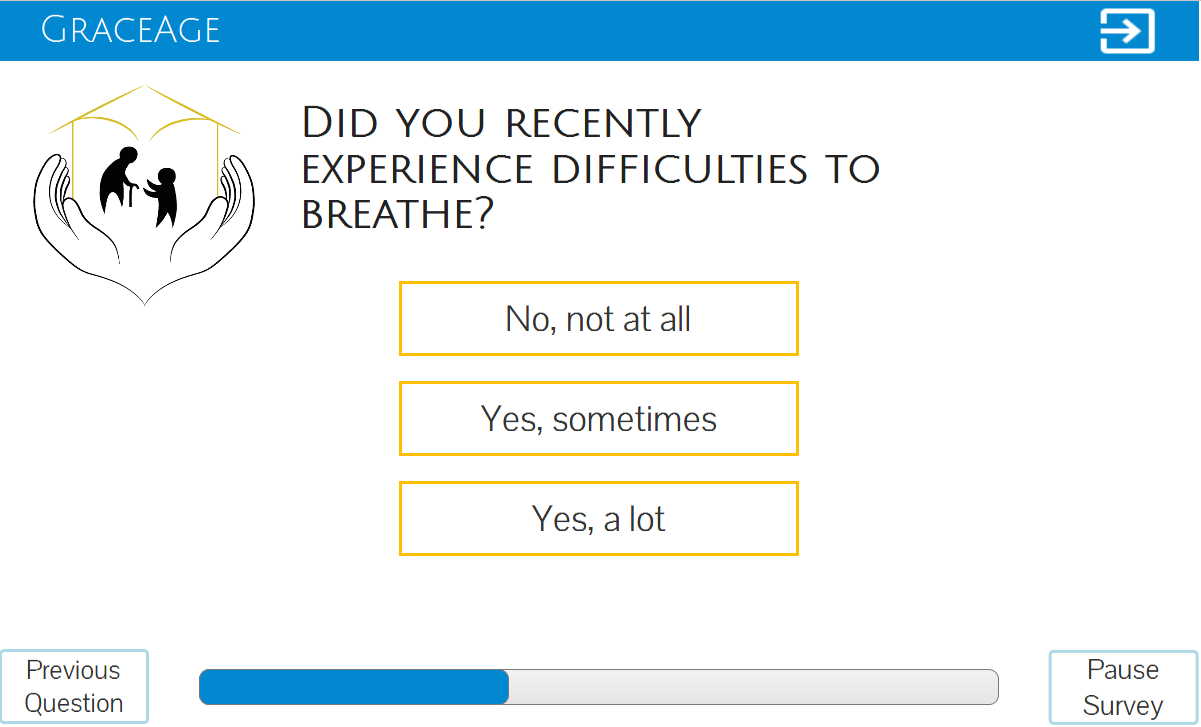 GraceAge
Did you recently
experience difficulties to
breathe?
No, not at all
Yes, sometimes
Yes, a lot
Previous
Question
Pause
Survey